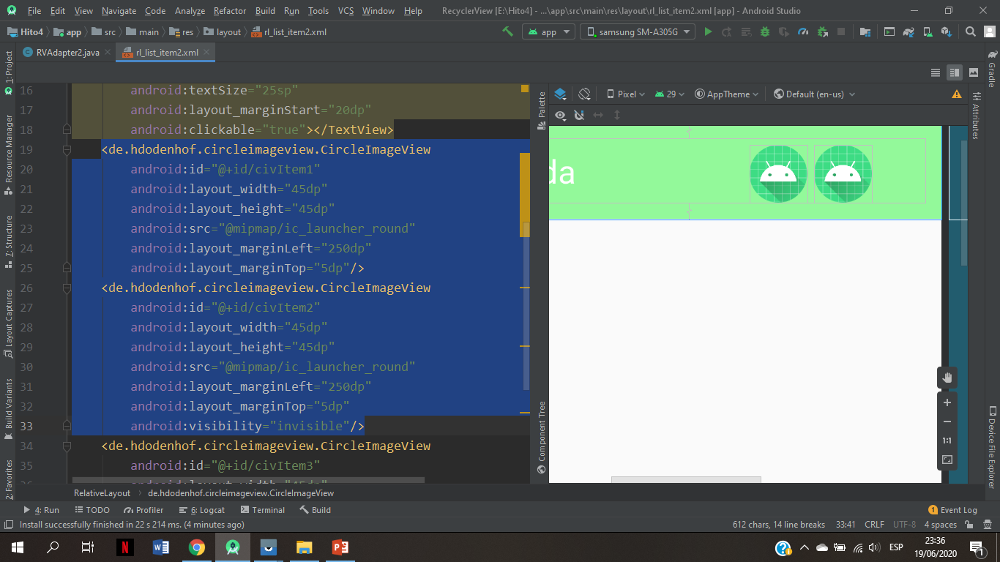 File Edit View Navigate Code Analyze Refactor Build Run Tools VCS Window Help RecyclerView [E:\Hito4] - ...\app\src\main\res\layout\rl_list_item2.xml [app] - Android Studio
Hito4 app src main res layout rl_list_item2.xml app samsung SM-A305G
RVAdapter2.java rl_list_item2.xml
1: Project
Resource Manager
Z: Structure
Layout Captures
Build Variants
2: Favorites
16 android:textSize="25sp"
17 android:layout_marginStart="20dp"
18 android:clickable="true"></TextView>
19 <de.hdodenhof.circleimageview.CircleImageView
20 android:id="@+id/civItem1"
21 android:layout_width="45dp"
22 android:layout_height="45dp"
23 android:src="@mipmap/ic_launcher_round"
24 android:layout_marginLeft="250dp"
25 android:layout_marginTop="5dp"/>
26 <de.hdodenhof.circleimageview.CircleImageView
27 android:id="@+id/civItem2"
28 android:layout_width="45dp"
29 android:layout_height="45dp"
30 android:src="@mipmap/ic_launcher_round"
31 android:layout_marginLeft="250dp"
32 android:layout_marginTop="5dp"
33 android:visibility="invisible"/>
34 <de.hdodenhof.circleimageview.CircleImageView
35 android:id="@+id/civItem3"
Palette
Component Tree
Pixel 29 AppTheme Default (en-us)
da
1:1
Gradle
Attributes
Device File Explorer
RelativeLayout de.hdodenhof.circleimageview.CircleImageView
4: Run TODO Profiler 6: Logcat Terminal Build 1 Event Log
Install successfully finished in 22 s 214 ms. (4 minutes ago) 612 chars, 14 line breaks 33:41 CRLF UTF-8 4 spaces
N W P ? ESP 23:36
19/06/2020 1